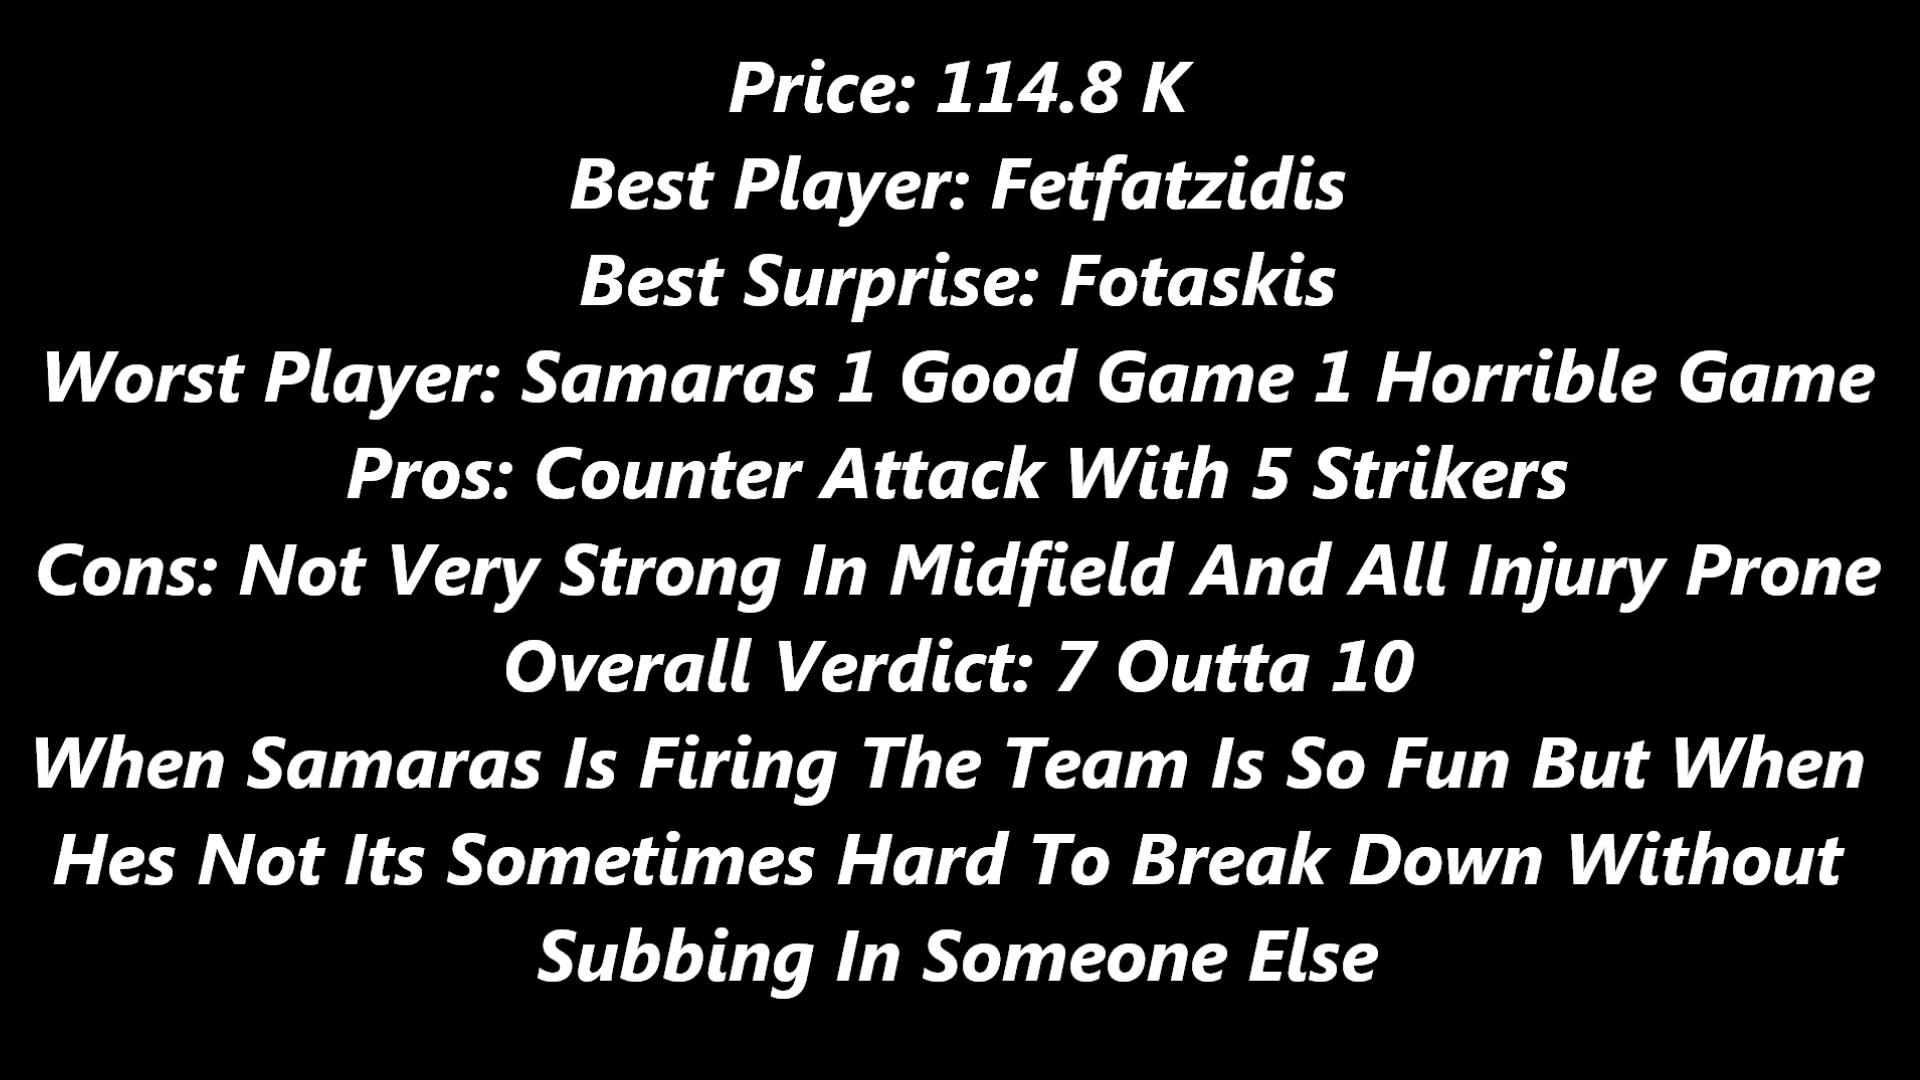 Price: 114.8 K
Best Player: Fetfatzidis
Best Surprise: Fotaskis
Worst Player: Samaras 1 Good Game 1 Horrible Game
Pros: Counter Attack With 5 Strikers
Cons: Not Very Strong In Midfield And All Injury Prone
Overall Verdict: 7 Outta 10
When Samaras Is Firing The Team Is So Fun But When
Hes Not Its Sometimes Hard To Break Down Without
Subbing In Someone Else